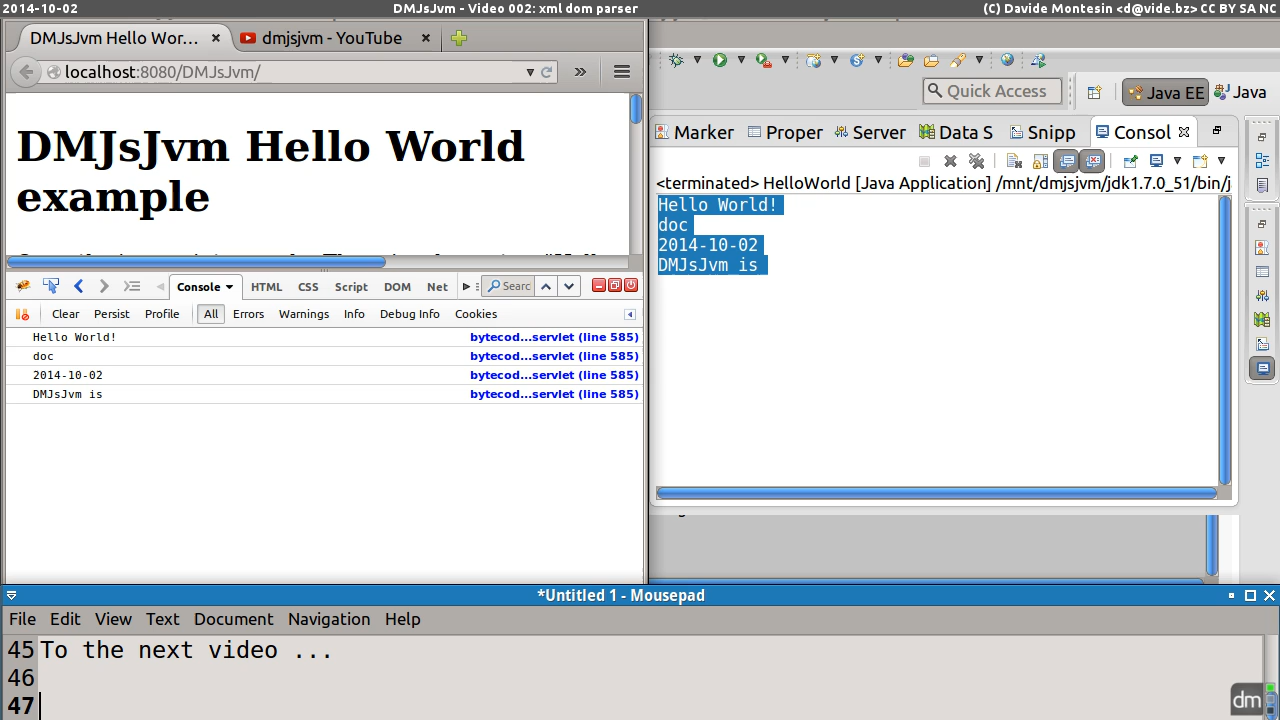 2014-10-02 DMJsJvm - Video 002: xml dom parser (C) Davide Montesin <d@vide.bz> CC BY SA NC
DMJsJvm Hello Wor... dmjsjvm - YouTube
localhost:8080/DMJsJvm/
DMJsJvm Hello World
example
Console HTML CSS Script DOM Net Searc
Clear Persist Profile All Errors Warnings Info Debug Info Cookies
Hello World! bytecod...servlet (line 585)
doc bytecod...servlet (line 585)
2014-10-02 bytecod...servlet (line 585)
DMJsJvm is bytecod...servlet (line 585)
Quick Access Java EE Java
Marker Proper Server Data S Snipp Consol
<terminated> HelloWorld [Java Application] /mnt/dmjsjvm/jdk1.7.0_51/bin/j
Hello World!
doc
2014-10-02
DMJsJvm is
*Untitled 1 - Mousepad
File Edit View Text Document Navigation Help
45 To the next video ...
46
47
dm